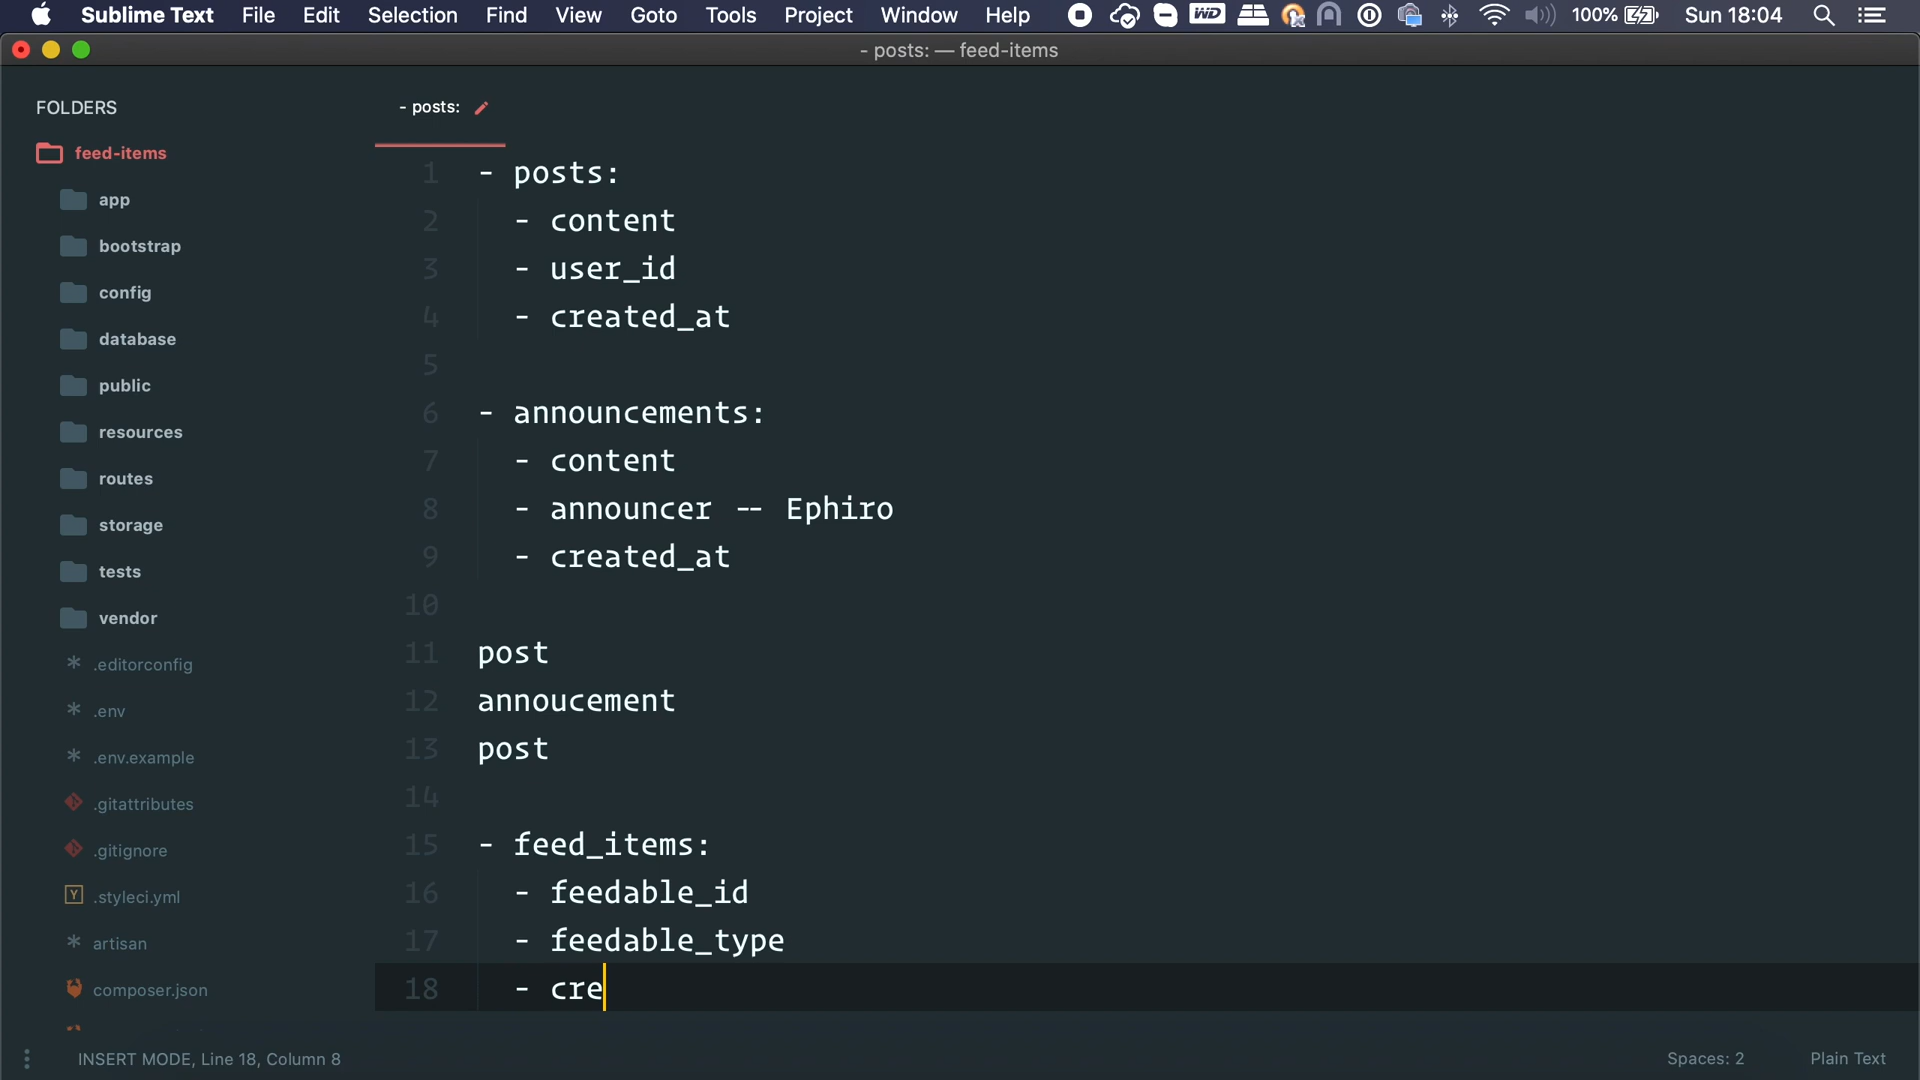 Sublime Text File Edit Selection Find View Goto Tools Project Window Help WD 100% Sun 18:04
- posts: — feed-items
FOLDERS
feed-items
app
bootstrap
config
database
public
resources
routes
storage
tests
vendor
.editorconfig
.env
.env.example
.gitattributes
.gitignore
.styleci.yml
artisan
composer.json
- posts:
1 - posts:
2 - content
3 - user_id
4 - created_at
5
6 - announcements:
7 - content
8 - announcer -- Ephiro
9 - created_at
10
11 post
12 annoucement
13 post
14
15 - feed_items:
16 - feedable_id
17 - feedable_type
18 - cre
INSERT MODE, Line 18, Column 8
Spaces: 2 Plain Text